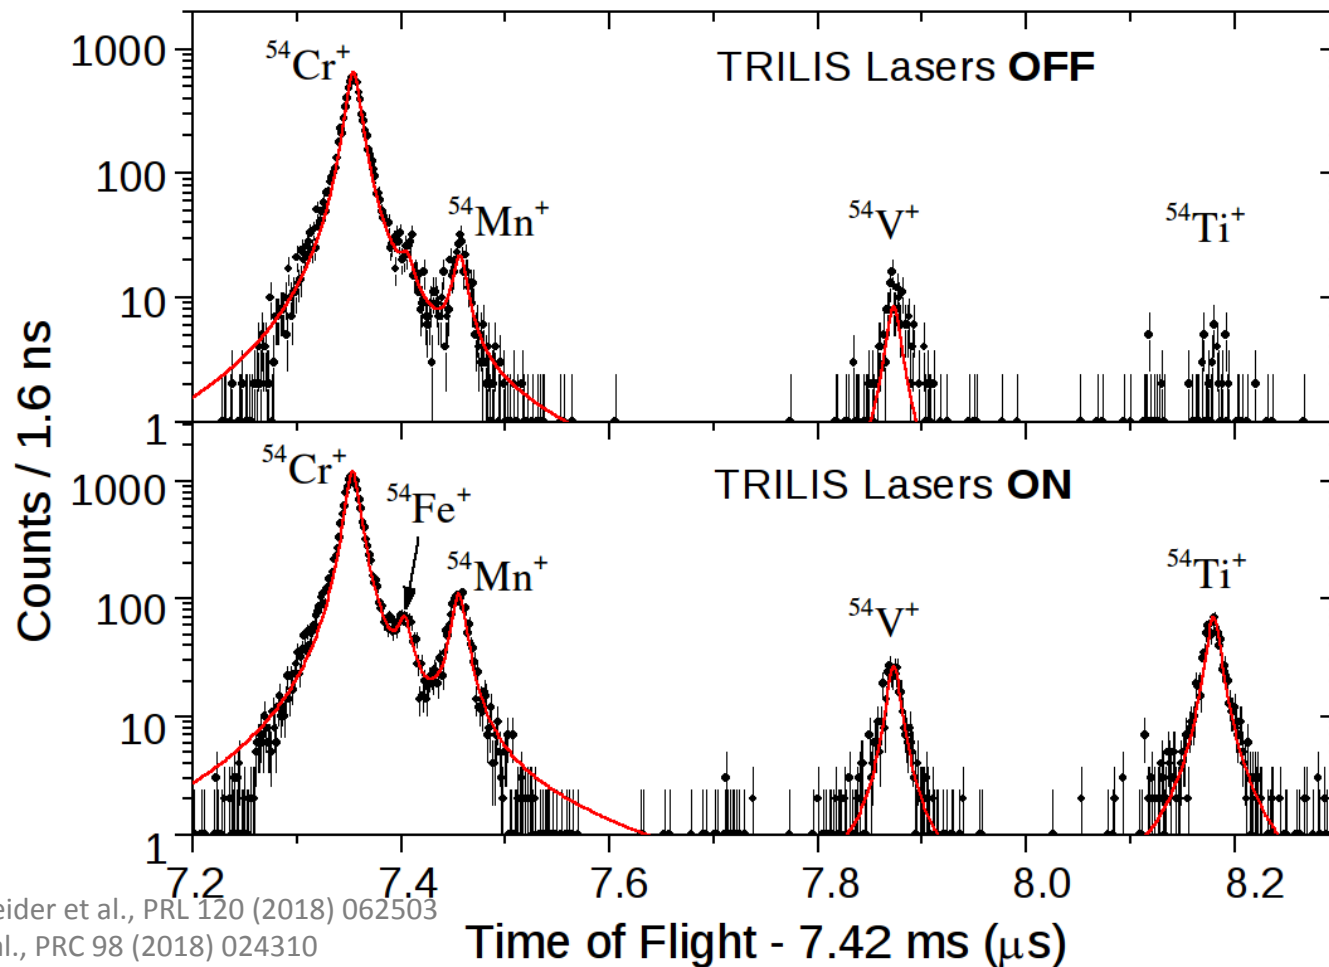 1000
100
10
1
⁵⁴Cr⁺
TRILIS Lasers OFF
⁵⁴Mn⁺
⁵⁴V⁺
⁵⁴Ti⁺
Counts / 1.6 ns
1000
100
10
1
⁵⁴Cr⁺
⁵⁴Fe⁺
⁵⁴Mn⁺
TRILIS Lasers ON
⁵⁴V⁺
⁵⁴Ti⁺
7.2 7.4 7.6 7.8 8.0 8.2
Time of Flight - 7.42 ms (μs)
eider et al., PRL 120 (2018) 062503
al., PRC 98 (2018) 024310